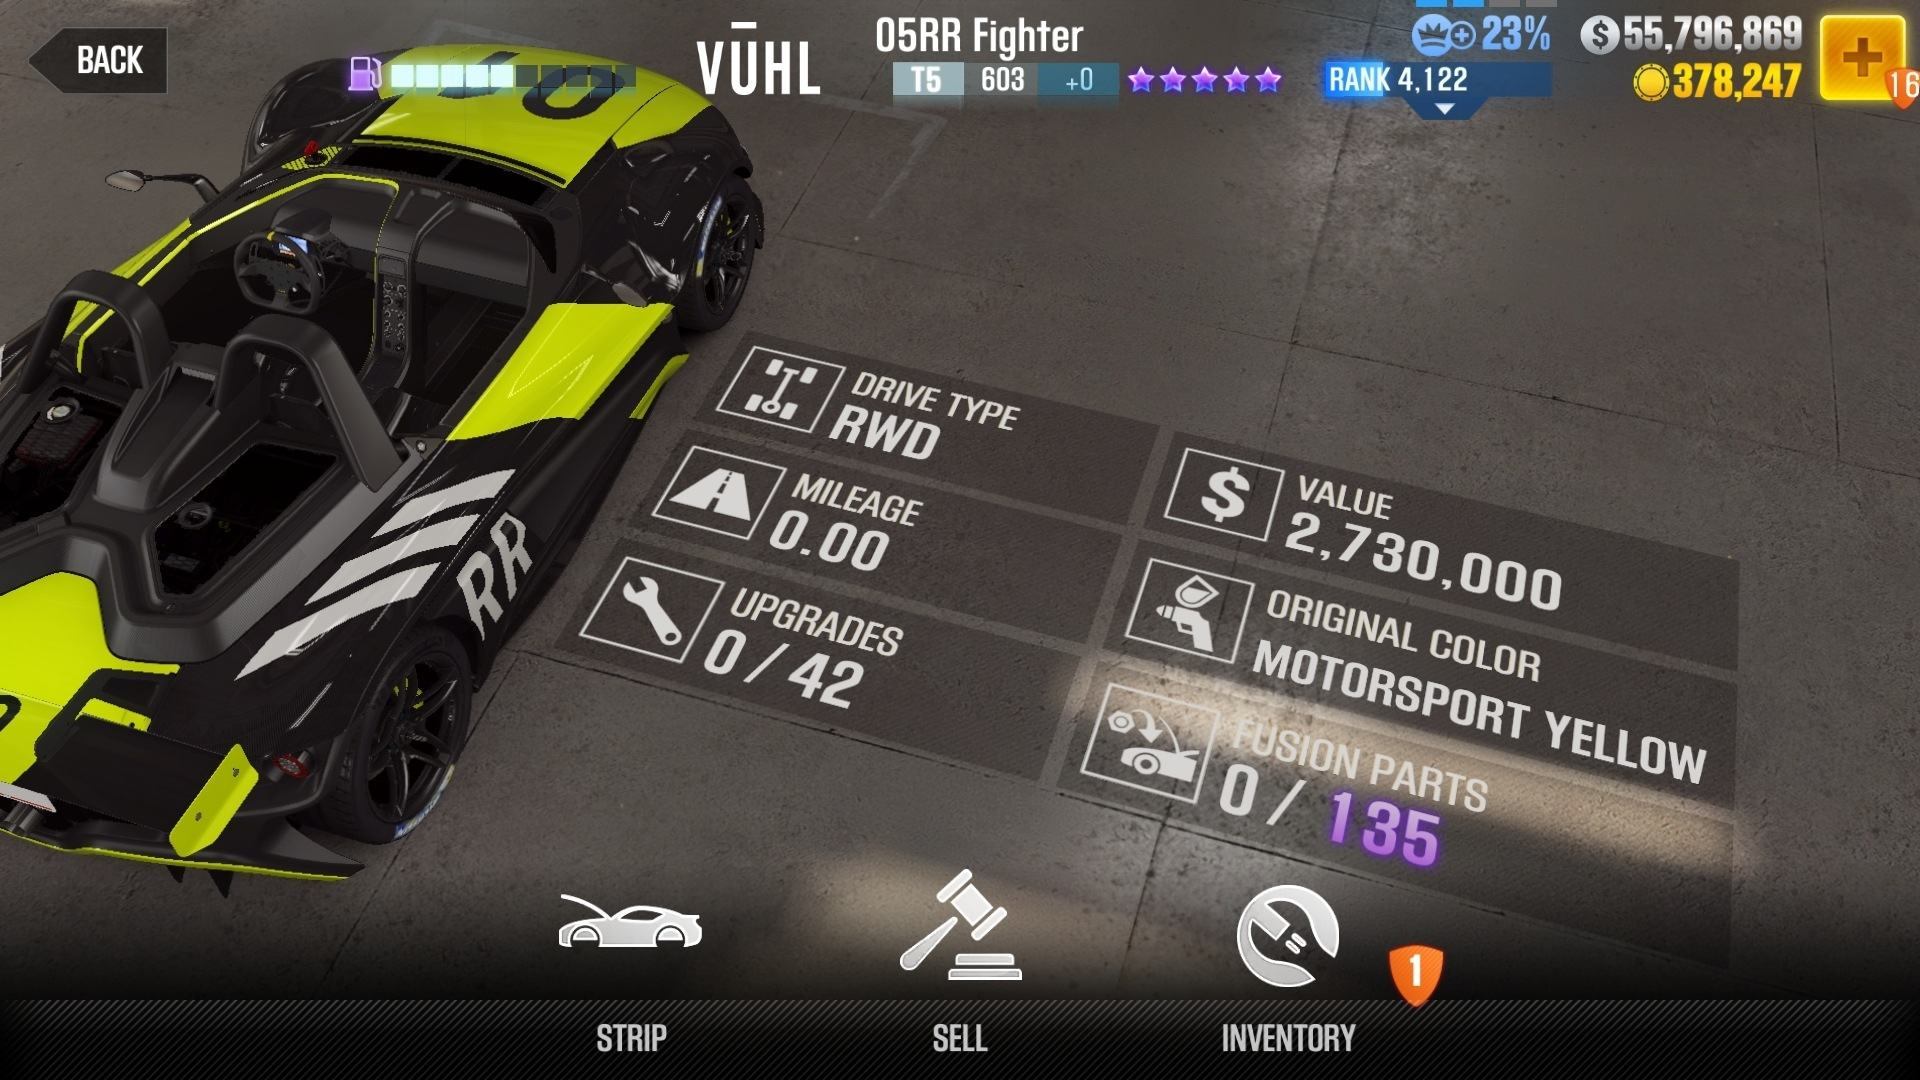 BACK
VŪHL
05RR Fighter
T5 603 +0
23%
RANK 4,122
55,796,869
378,247
16
DRIVE TYPE
RWD
MILEAGE
0.00
UPGRADES
0/42
VALUE
2,730,000
ORIGINAL COLOR
MOTORSPORT YELLOW
FUSION PARTS
0/135
RR
STRIP
SELL
INVENTORY
1